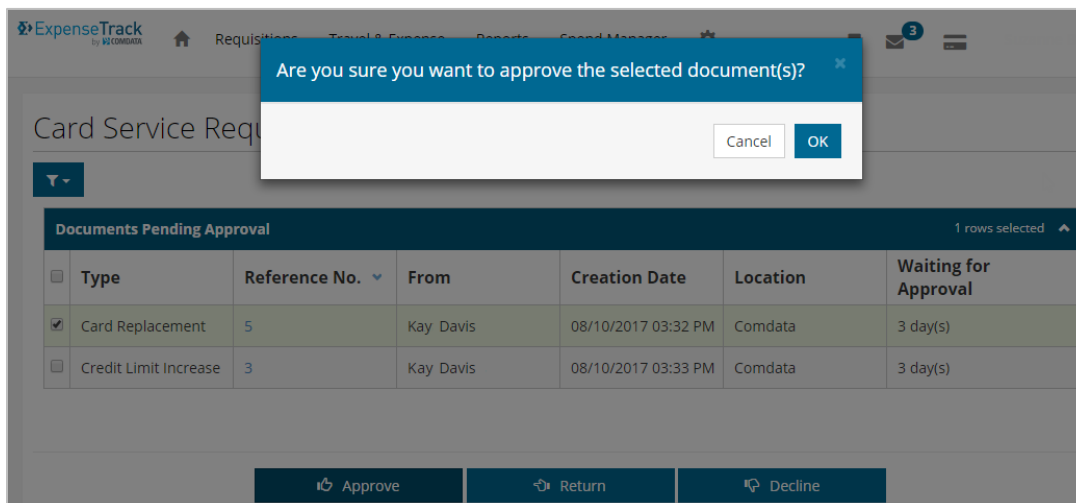 ExpenseTrack
by COMDATA
Requisitions Travel & Expense Reports Spend Manager 3
Are you sure you want to approve the selected document(s)? ×
Cancel OK
Card Service Requ
Documents Pending Approval 1 rows selected
Type Reference No. From Creation Date Location Waiting for
Approval
Card Replacement 5 Kay Davis 08/10/2017 03:32 PM Comdata 3 day(s)
Credit Limit Increase 3 Kay Davis 08/10/2017 03:33 PM Comdata 3 day(s)
Approve Return Decline